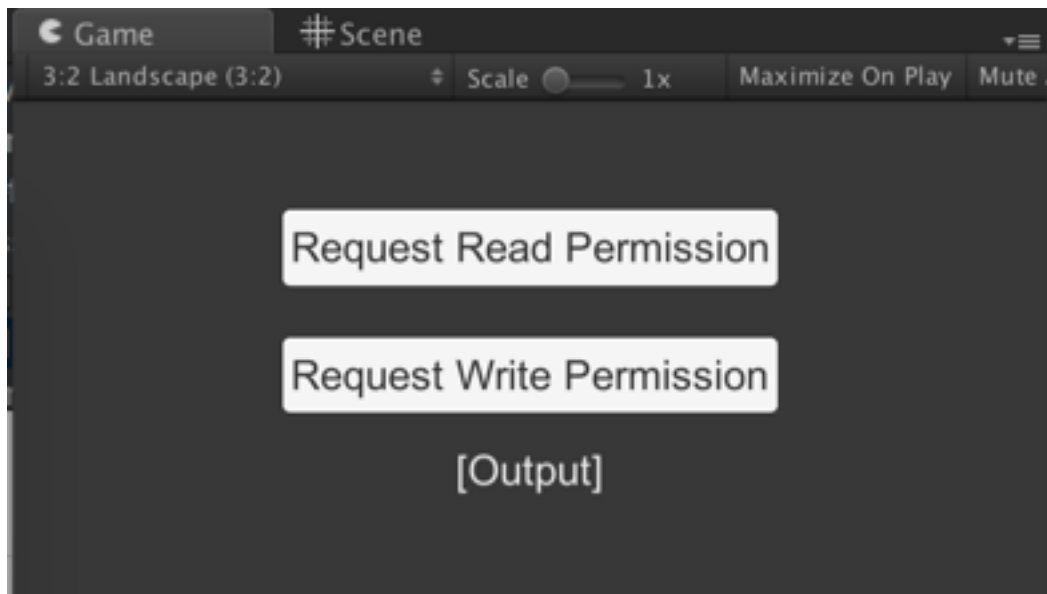 Game
Scene
3:2 Landscape (3:2)
Scale 1x
Maximize On Play
Mute
Request Read Permission
Request Write Permission
[Output]